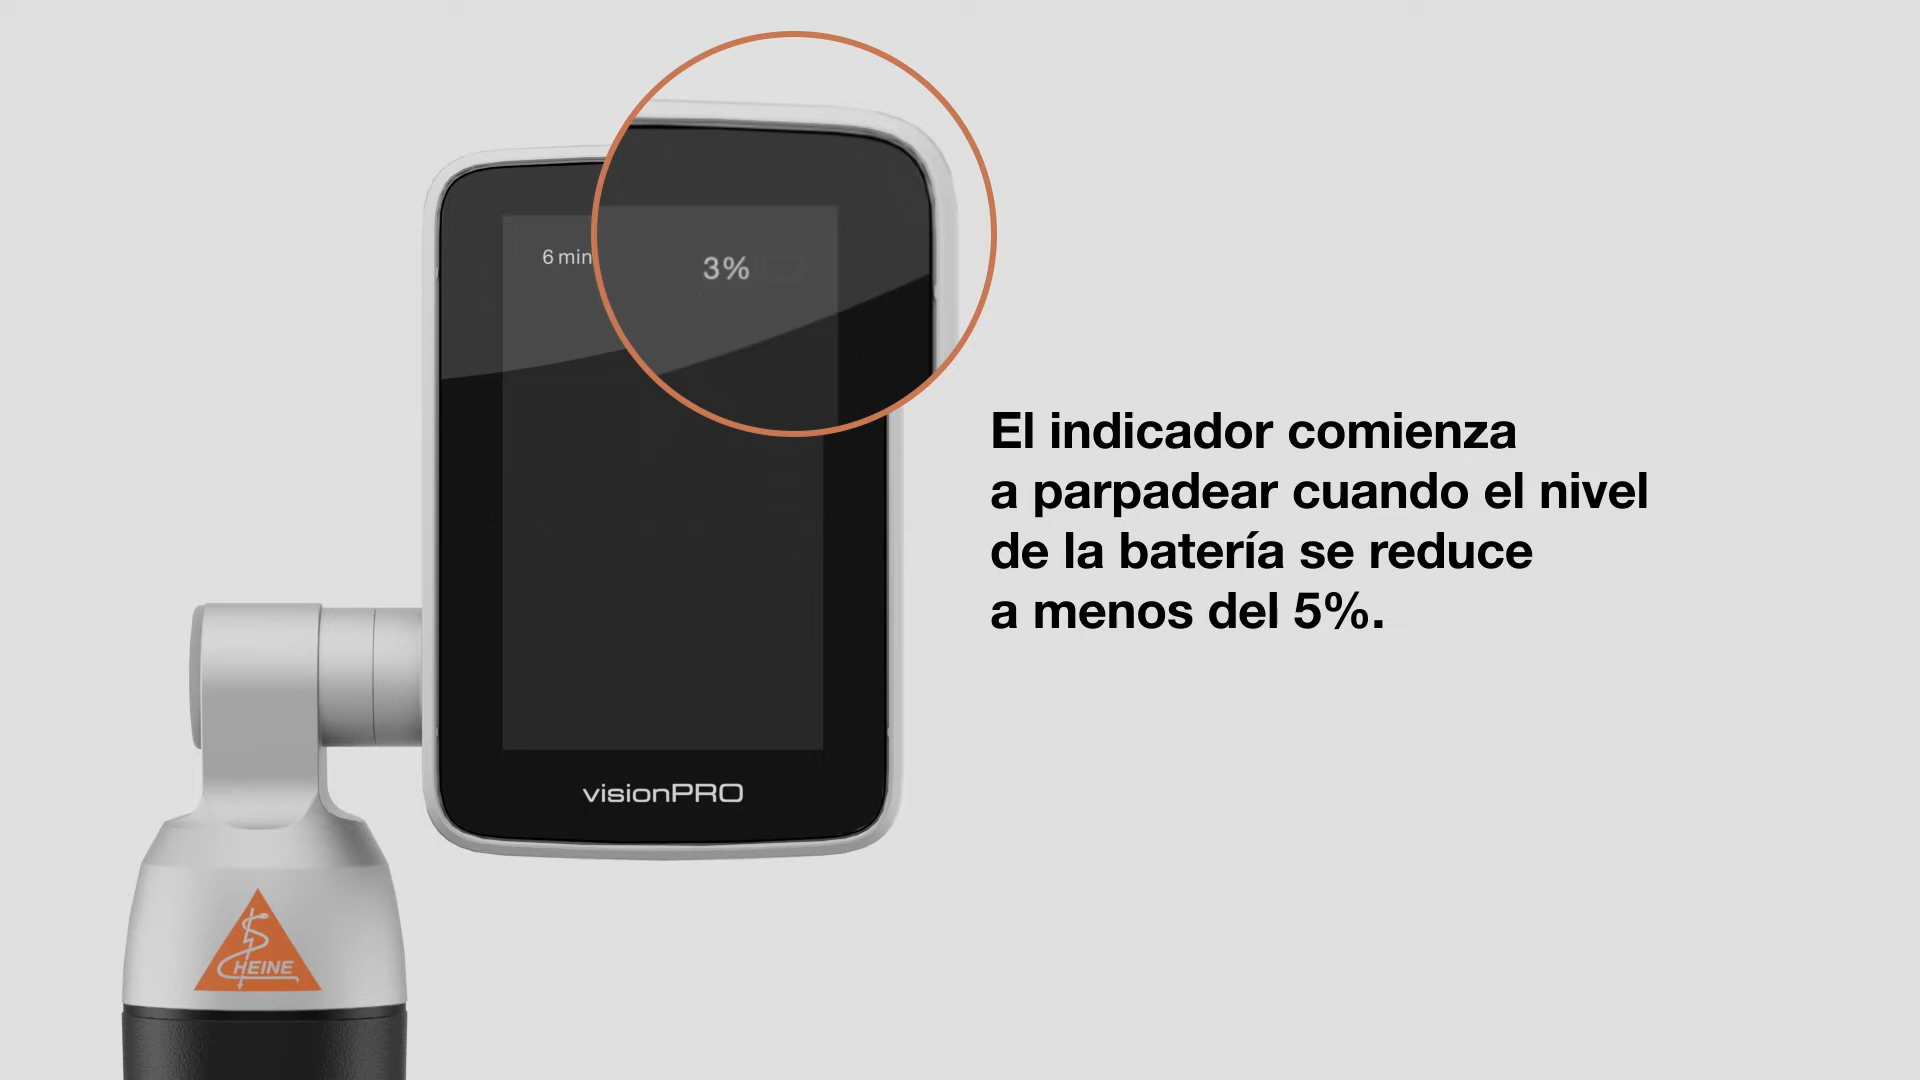 6 min
3%
El indicador comienza
a parpadear cuando el nivel
de la batería se reduce
a menos del 5%.
visionPRO
HEINE